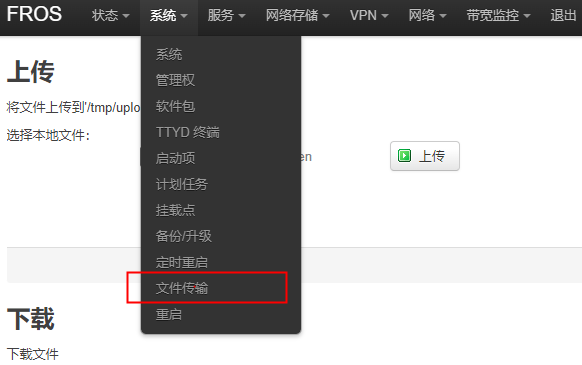 FROS 状态 系统 服务 网络存储 VPN 网络 带宽监控 退出
上传
将文件上传到'/tmp/uplo
选择本地文件:
en
上传
系统
管理权
软件包
TTYD 终端
启动项
计划任务
挂载点
备份/升级
定时重启
文件传输
重启
下载
下载文件